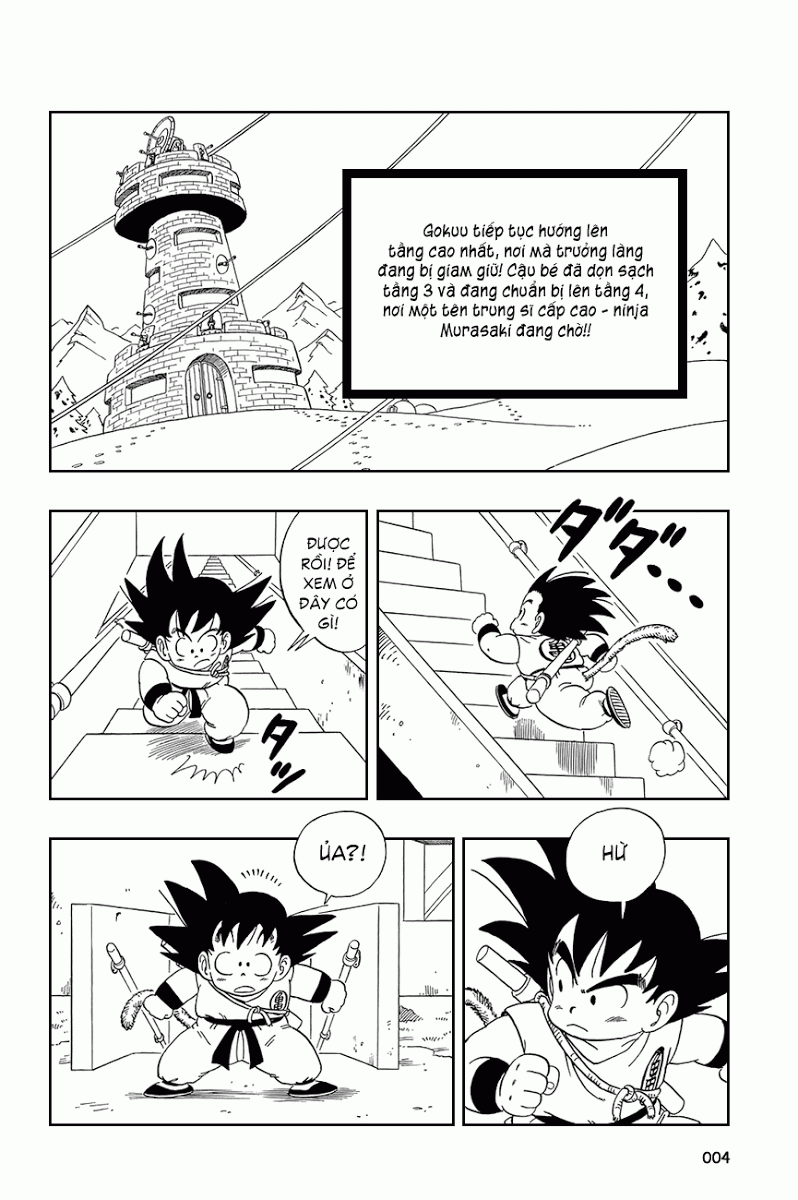 Gokuu tiếp tục hướng lên
tầng cao nhất, nơi mà trưởng làng
đang bị giam giữ! Cậu bé đã dọn sạch
tầng 3 và đang chuẩn bị lên tầng 4,
nơi một tên trung sĩ cấp cao - ninja
Murasaki đang chờ!!
ĐƯỢC
RỒI! ĐỂ
XEM Ở
ĐÂY CÓ
GÌ!
タッ
ダダ...
ỦA?!
HỪ
004